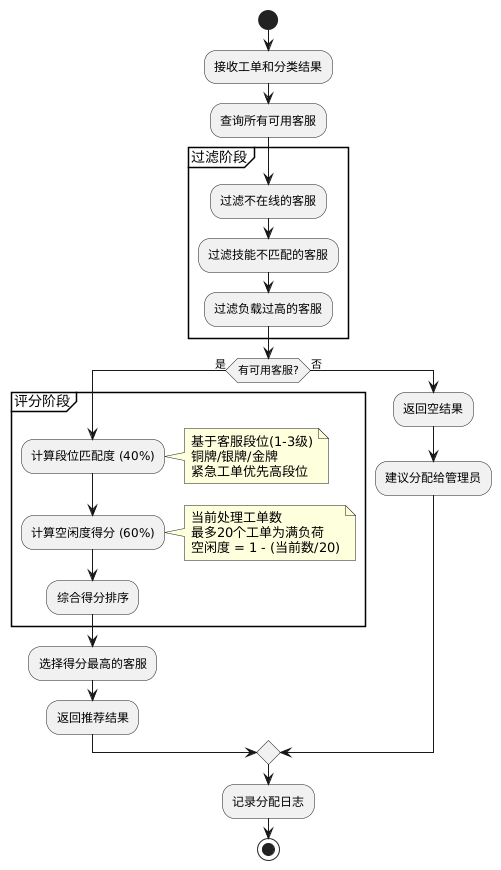 接收工单和分类结果
查询所有可用客服
过滤阶段
过滤不在线的客服
过滤技能不匹配的客服
过滤负载过高的客服
是
有可用客服?
否
评分阶段
计算段位匹配度 (40%)
基于客服段位(1-3级)
铜牌/银牌/金牌
紧急工单优先高段位
计算空闲度得分 (60%)
当前处理工单数
最多20个工单为满负荷
空闲度 = 1 - (当前数/20)
综合得分排序
选择得分最高的客服
返回推荐结果
返回空结果
建议分配给管理员
记录分配日志